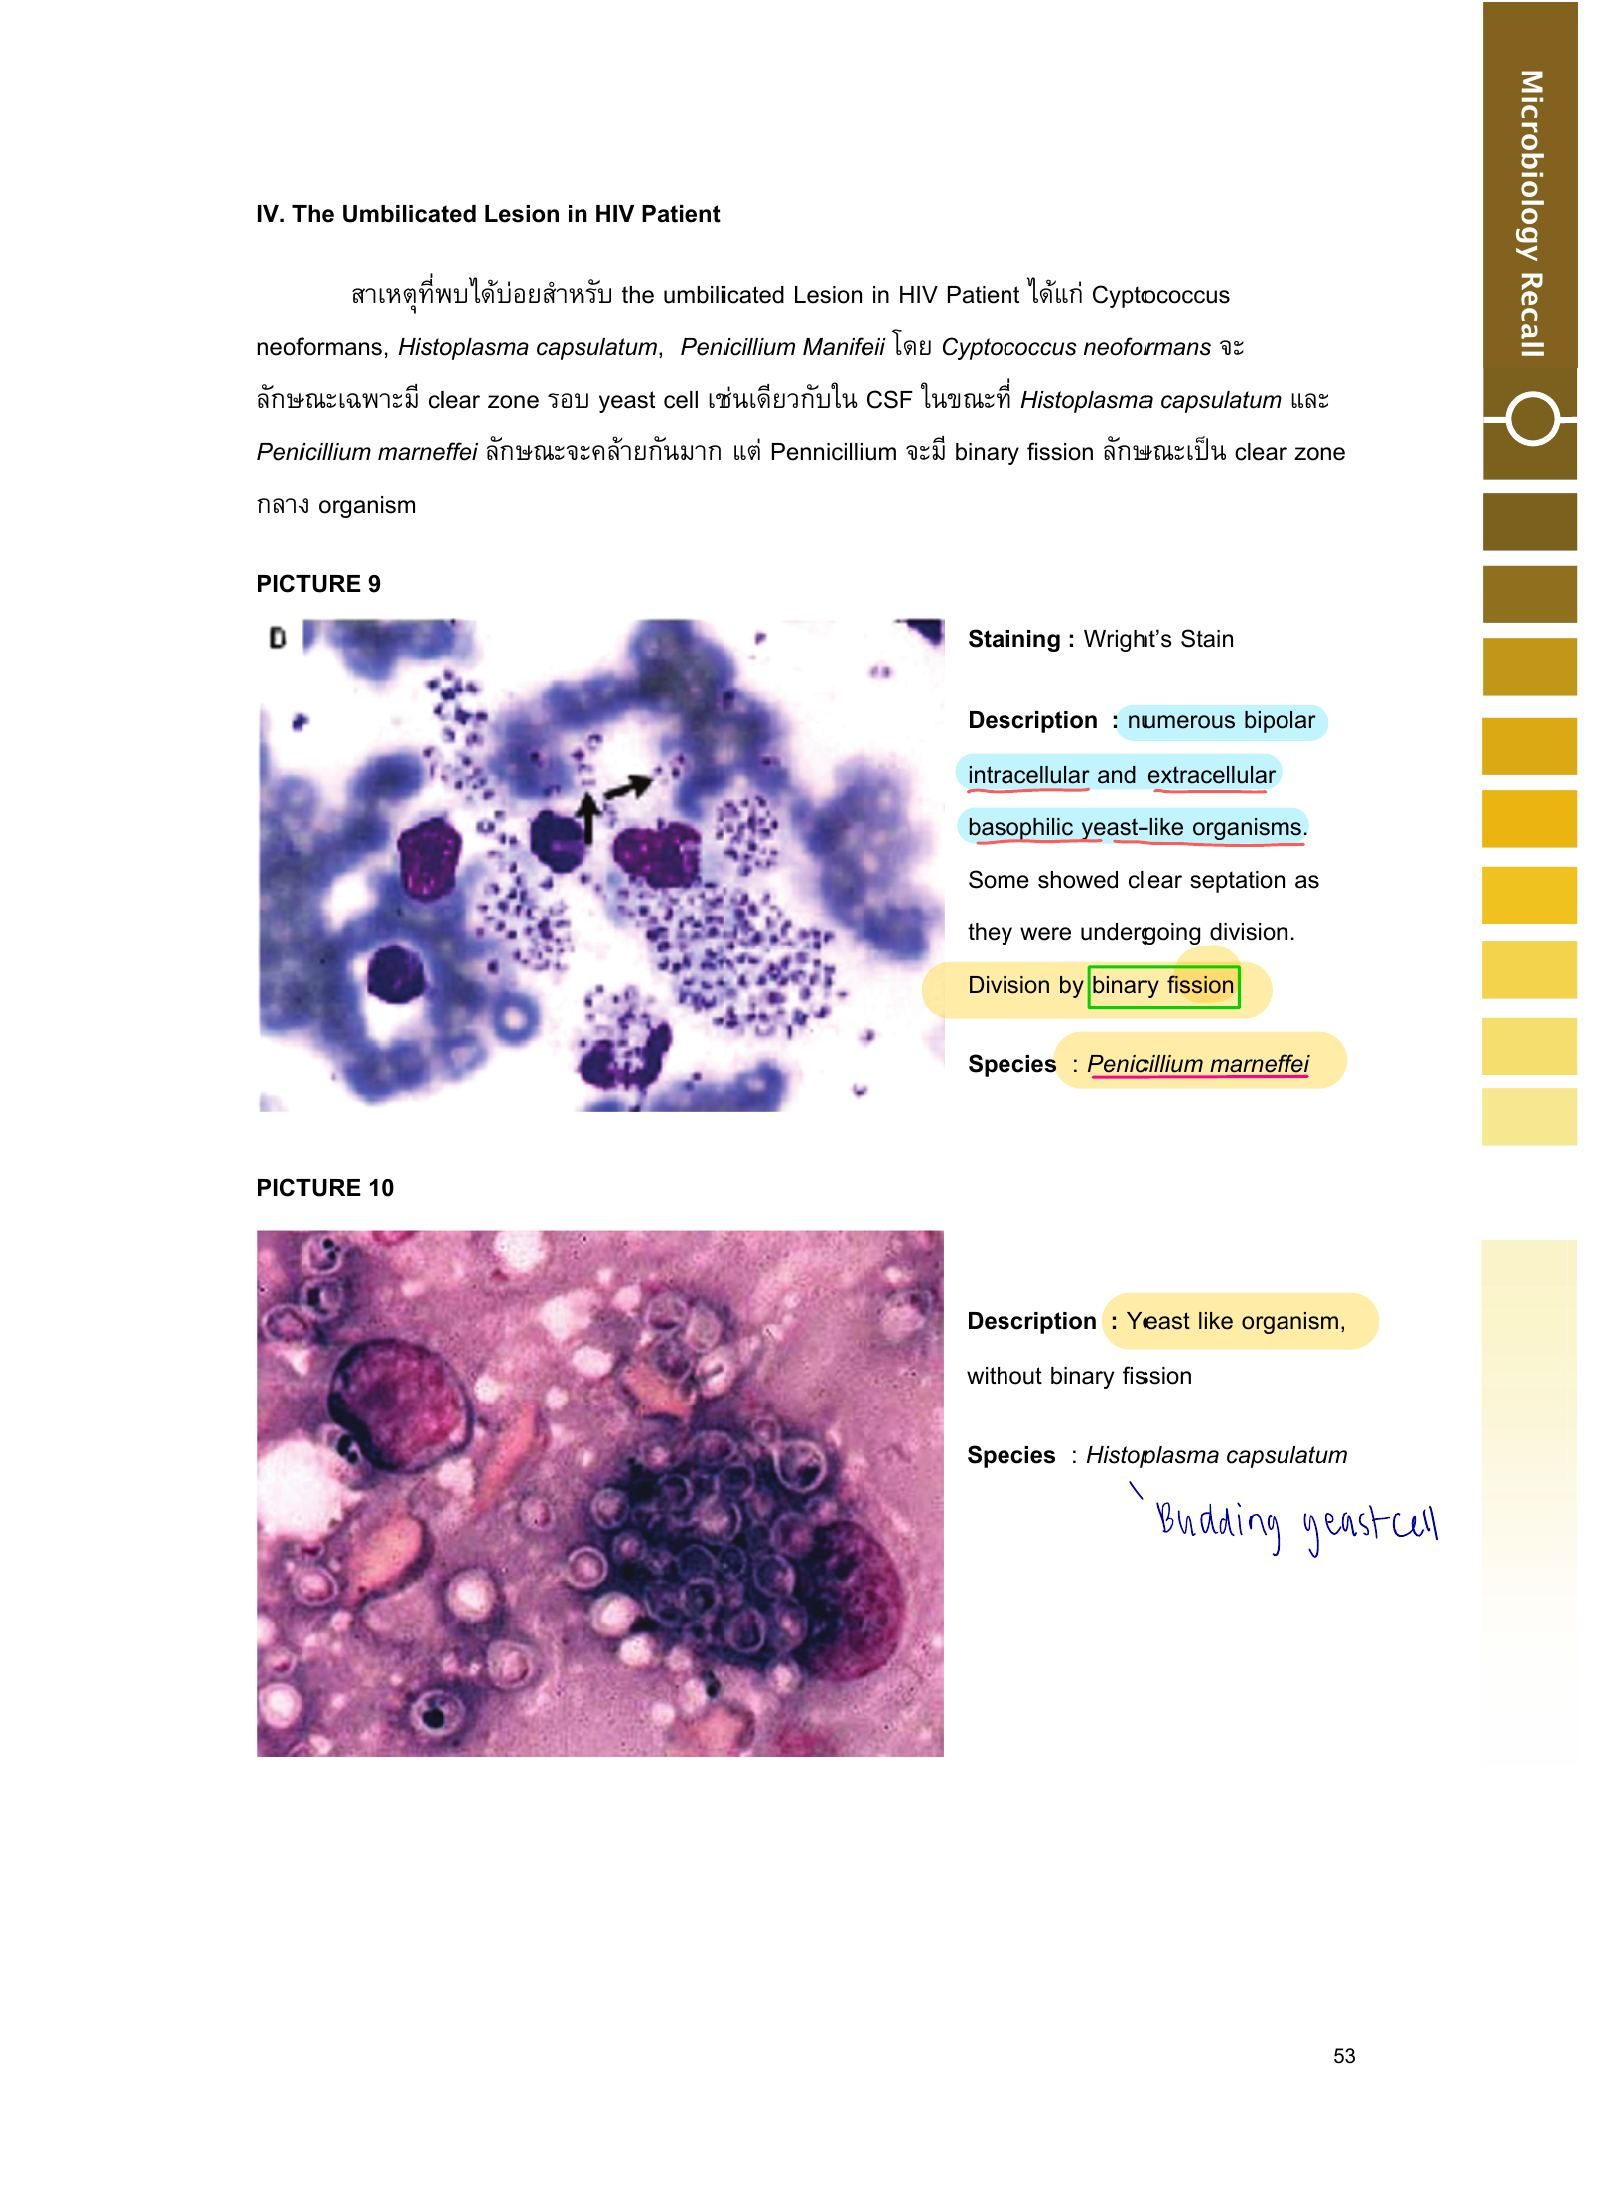 Microbiology Recall
IV. The Umbilicated Lesion in HIV Patient
สาเหตุที่พบได้บ่อยสำหรับ the umbilicated Lesion in HIV Patient ได้แก่ Cyptococcus
neoformans, Histoplasma capsulatum, Penicillium Manifeii โดย Cyptococcus neoformans จะ
ลักษณะเฉพาะมี clear zone รอบ yeast cell เช่นเดียวกับใน CSF ในขณะที่ Histoplasma capsulatum และ
Penicillium marneffei ลักษณะจะคล้ายกันมาก แต่ Pennicillium จะมี binary fission ลักษณะเป็น clear zone
กลาง organism
PICTURE 9
D
Staining : Wright's Stain
Description : numerous bipolar
intracellular and extracellular
basophilic yeast-like organisms.
Some showed clear septation as
they were undergoing division.
Division by binary fission
Species : Penicillium marneffei
PICTURE 10
Description : Yeast like organism,
without binary fission
Species : Histoplasma capsulatum
Budding yeast cell
53